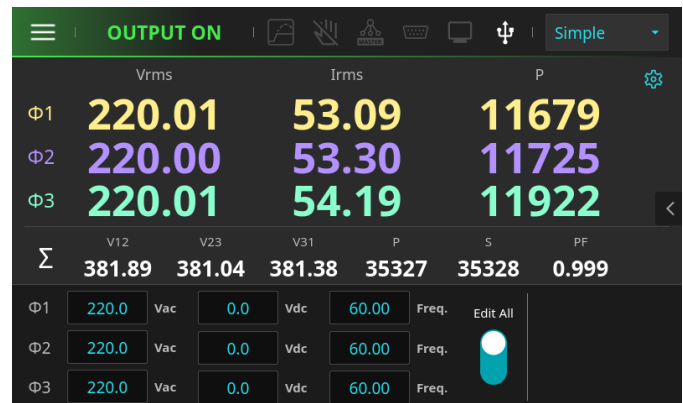 OUTPUT ON MASTER Simple
Vrms Irms P
Φ1 220.01 53.09 11679
Φ2 220.00 53.30 11725
Φ3 220.01 54.19 11922
V12 V23 V31 P S PF
Σ 381.89 381.04 381.38 35327 35328 0.999
Φ1 220.0 Vac 0.0 Vdc 60.00 Freq. Edit All
Φ2 220.0 Vac 0.0 Vdc 60.00 Freq.
Φ3 220.0 Vac 0.0 Vdc 60.00 Freq.